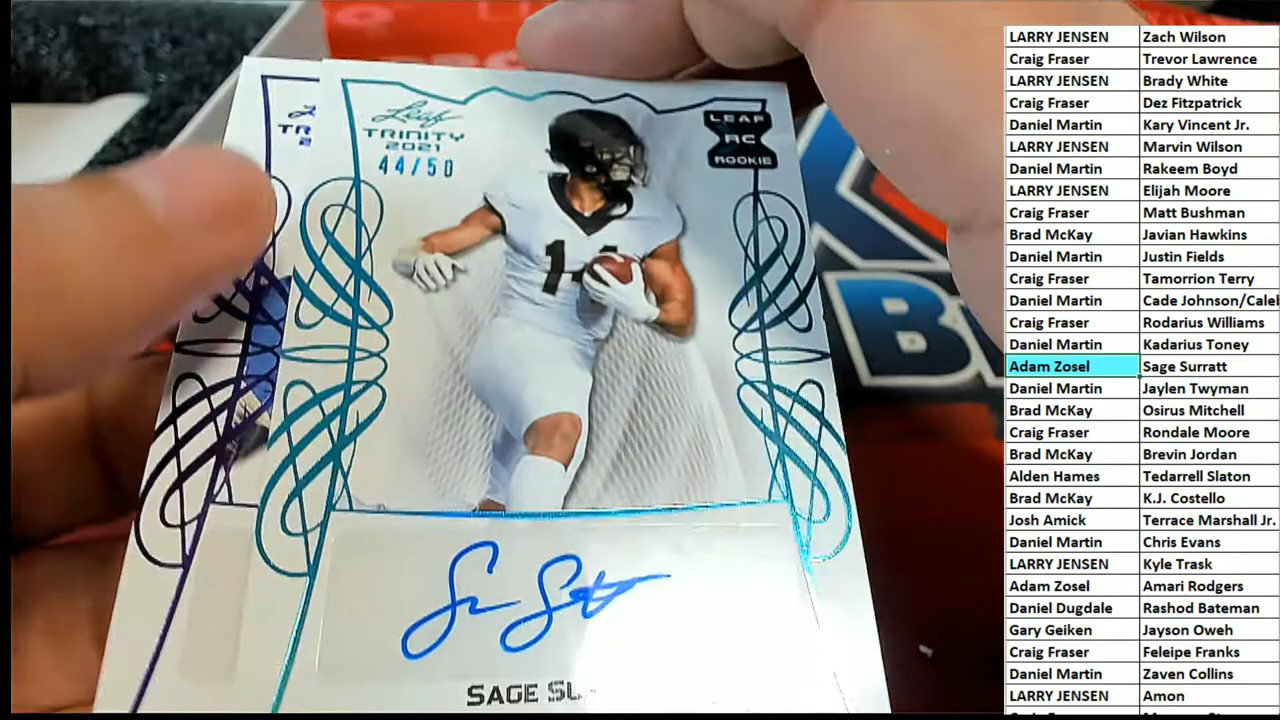 Leaf
TRINITY
2021
44/50
LEAF
RC
ROOKIE
TR
2
14
SAGE SU
B
LARRY JENSEN Zach Wilson
Craig Fraser Trevor Lawrence
LARRY JENSEN Brady White
Craig Fraser Dez Fitzpatrick
Daniel Martin Kary Vincent Jr.
LARRY JENSEN Marvin Wilson
Daniel Martin Rakeem Boyd
LARRY JENSEN Elijah Moore
Craig Fraser Matt Bushman
Brad McKay Javian Hawkins
Daniel Martin Justin Fields
Craig Fraser Tamorrion Terry
Daniel Martin Cade Johnson/Caleb
Craig Fraser Rodarius Williams
Daniel Martin Kadarius Toney
Adam Zosel Sage Surratt
Daniel Martin Jaylen Twyman
Brad McKay Osirus Mitchell
Craig Fraser Rondale Moore
Brad McKay Brevin Jordan
Alden Hames Tedarrell Slaton
Brad McKay K.J. Costello
Josh Amick Terrace Marshall Jr.
Daniel Martin Chris Evans
LARRY JENSEN Kyle Trask
Adam Zosel Amari Rodgers
Daniel Dugdale Rashod Bateman
Gary Geiken Jayson Oweh
Craig Fraser Feleipe Franks
Daniel Martin Zaven Collins
LARRY JENSEN Amon